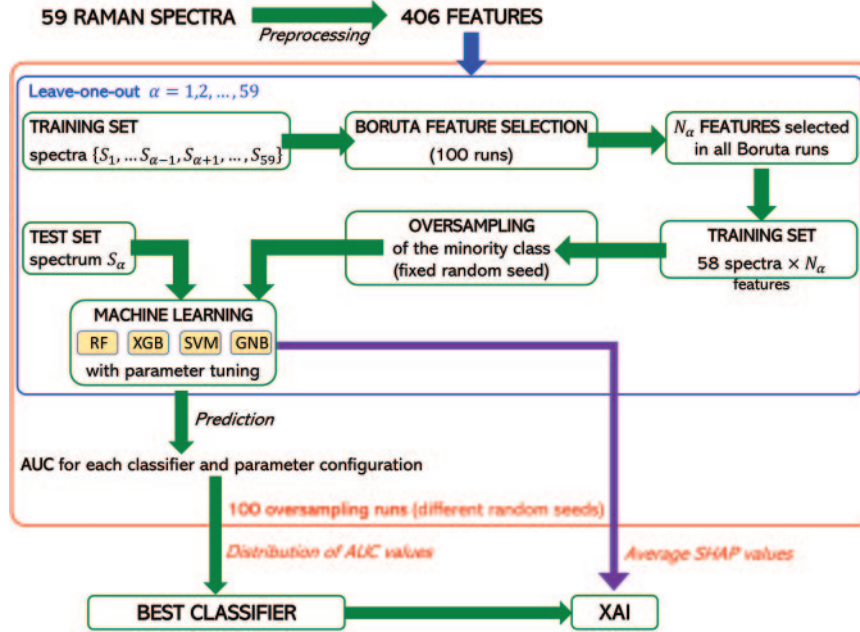 59 RAMAN SPECTRA
Preprocessing
406 FEATURES
Leave-one-out α = 1,2, … , 59
TRAINING SET
spectra {S₁, … S_{α−1}, S_{α+1}, … , S₅₉}
BORUTA FEATURE SELECTION
(100 runs)
N_α FEATURES selected
in all Boruta runs
TEST SET
spectrum S_α
OVERSAMPLING
of the minority class
(fixed random seed)
TRAINING SET
58 spectra × N_α
features
MACHINE LEARNING
RF XGB SVM GNB
with parameter tuning
Prediction
AUC for each classifier and parameter configuration
100 oversampling runs (different random seeds)
Distribution of AUC values
Average SHAP values
BEST CLASSIFIER
XAI